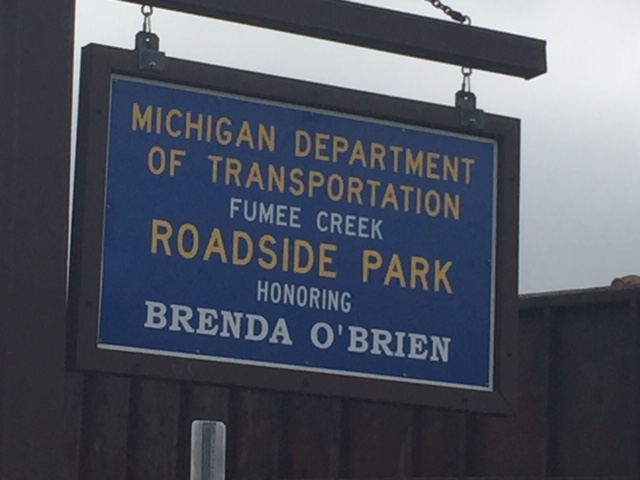 MICHIGAN DEPARTMENT
OF TRANSPORTATION
FUMEE CREEK
ROADSIDE PARK
HONORING
BRENDA O'BRIEN